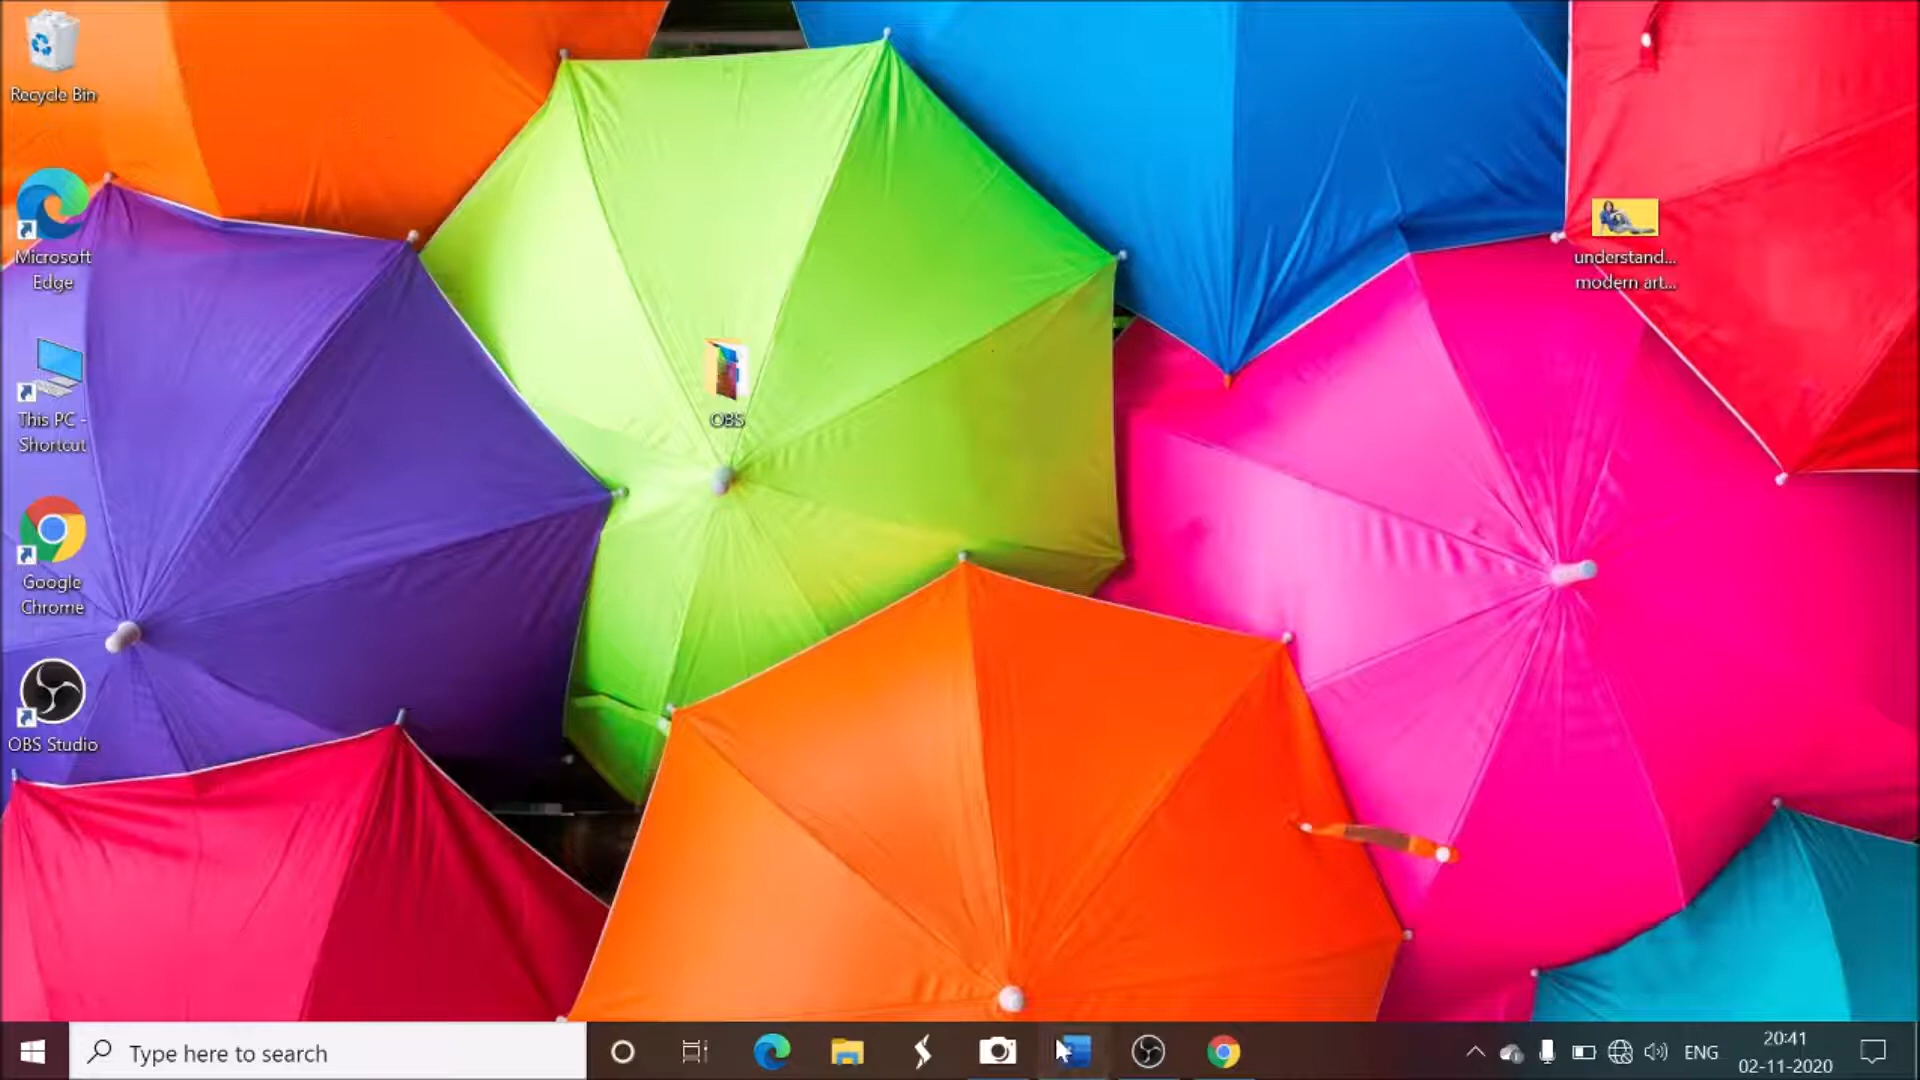 Recycle Bin
Microsoft
Edge
This PC -
Shortcut
Google
Chrome
OBS Studio
OBS
understand...
modern art...
Type here to search
ENG
20:41
02-11-2020